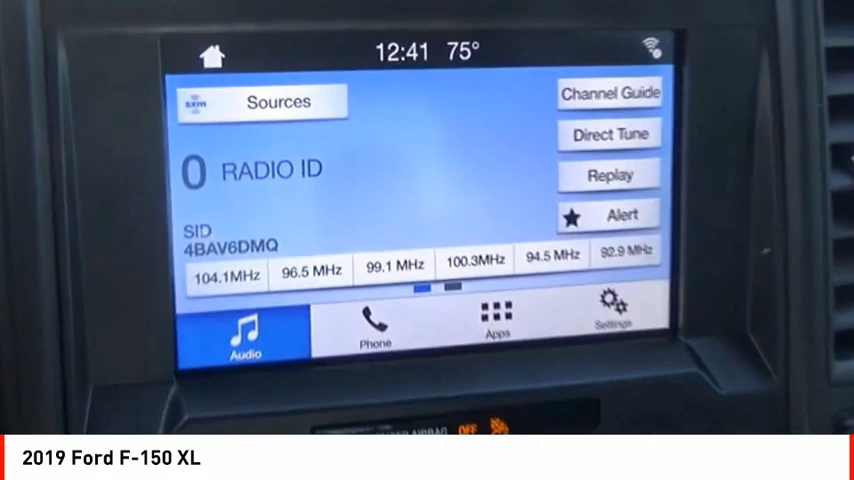 12:41 75°
sxm Sources
Channel Guide
Direct Tune
0 RADIO ID
Replay
Alert
SID
4BAV6DMQ
104.1MHz 96.5 MHz 99.1 MHz 100.3MHz 94.5 MHz 92.9 MHz
Audio Phone Apps Settings
AIRBAG OFF
2019 Ford F-150 XL